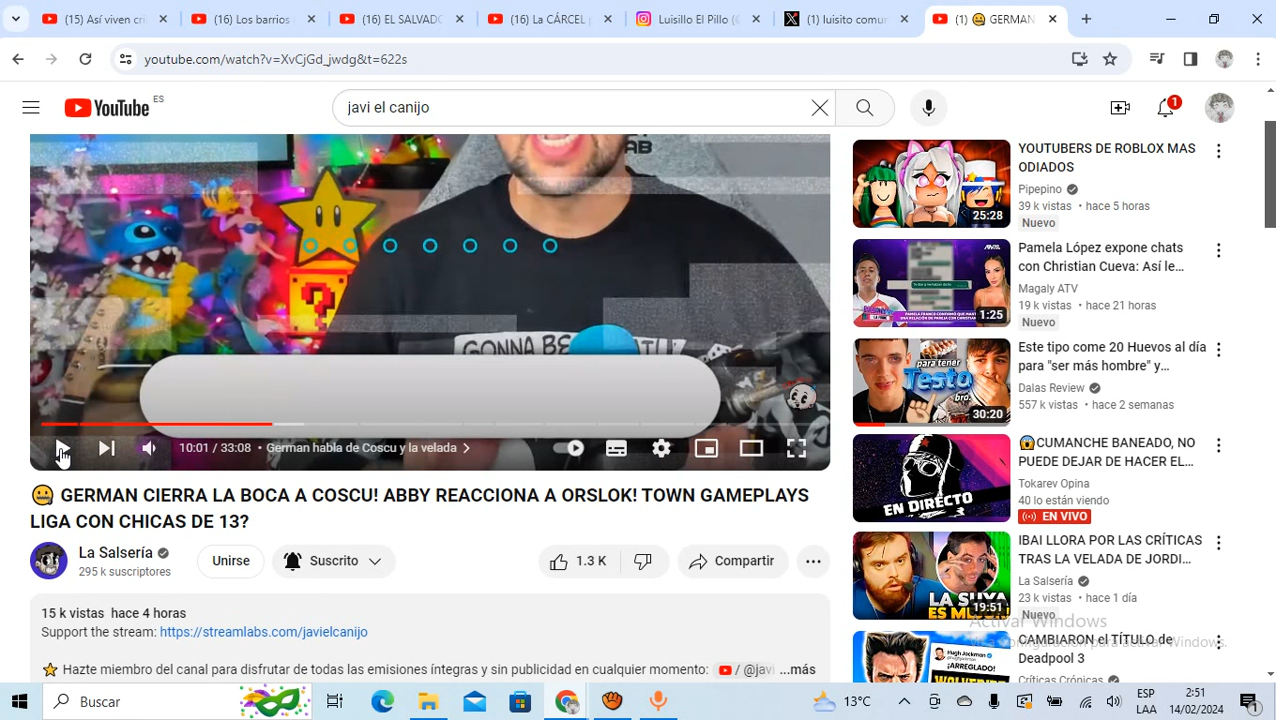 (15) Así viven cri
(16) Los barrios
(16) EL SALVADO
(15) La CÁRCEL p
Luisillo El Pillo (@
(1) luisito comun
(1) 🤐 GERMAN
youtube.com/watch?v=XvCjGd_jwdg&t=622s
YouTube ES
javi el canijo
1
GONNA BE
10:01 / 33:08 • German habla de Coscu y la velada >
🤐 GERMAN CIERRA LA BOCA A COSCU! ABBY REACCIONA A ORSLOK! TOWN GAMEPLAYS
LIGA CON CHICAS DE 13?
La Salsería
295 k suscriptores
Unirse
Suscrito
1.3 K
Compartir
15 k vistas hace 4 horas
Support the stream: https://streamlabs.com/javielcanijo
⭐ Hazte miembro del canal para disfrutar de todas las emisiones íntegras y sin publicidad en cualquier momento: / @javi ...más
25:28
YOUTUBERS DE ROBLOX MAS
ODIADOS
Pipepino
39 k vistas • hace 5 horas
Nuevo
1:25
Pamela López expone chats
con Christian Cueva: Así le...
Magaly ATV
19 k vistas • hace 21 horas
Nuevo
para tener
Testo
bro.
30:20
Este tipo come 20 Huevos al día
para "ser más hombre" y...
Dalas Review
557 k vistas • hace 2 semanas
EN DIRECTO
😱CUMANCHE BANEADO, NO
PUEDE DEJAR DE HACER EL...
Tokarev Opina
40 lo están viendo
EN VIVO
LA SUYA
ES M
19:51
IBAI LLORA POR LAS CRÍTICAS
TRAS LA VELADA DE JORDI...
La Salsería
23 k vistas • hace 1 día
Nuevo
Hugh Jackman
¡ARREGLADO!
CAMBIARON el TÍTULO de
Deadpool 3
Críticas Crónicas
Activar Windows
Ve a Configuración para activar Windows.
Buscar
13°C
ESP
LAA
2:51
14/02/2024
1